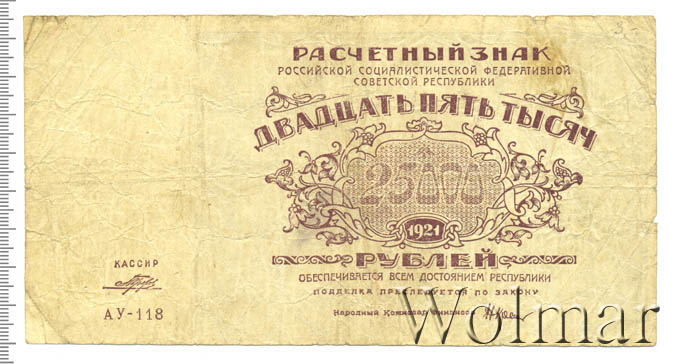 3-
РАСЧЕТНЫЙ ЗНАК
РОССИЙСКОЙ СОЦИАЛИСТИЧЕСКОЙ ФЕДЕРАТИВНОЙ
СОВЕТСКОЙ РЕСПУБЛИКИ
ДВАДЦАТЬ ПЯТЬ ТЫСЯЧ
25000
1921
РУБЛЕЙ
ОБЕСПЕЧИВАЕТСЯ ВСЕМ ДОСТОЯНИЕМ РЕСПУБЛИКИ
ПОДДЕЛКА ПРЕСЛЕДУЕТСЯ ПО ЗАКОНУ
Народный Комиссар Финансов
КАССИР
АУ-118
Wolmar